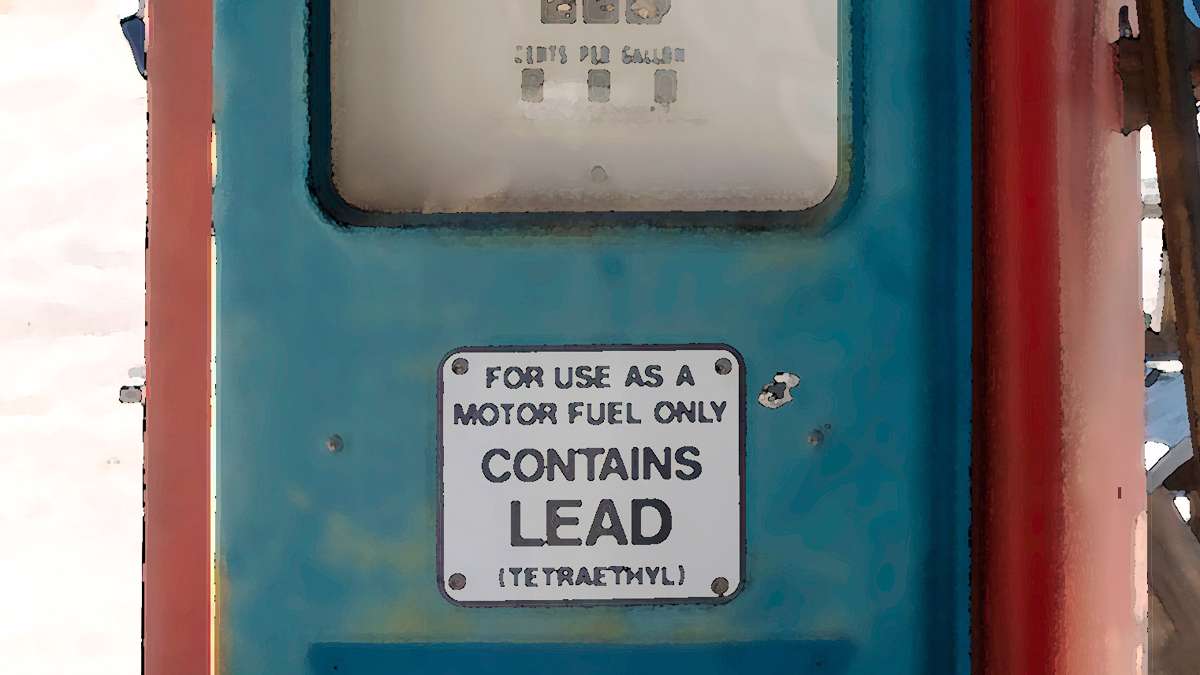 CENTS PER GALLON
FOR USE AS A
MOTOR FUEL ONLY
CONTAINS
LEAD
(TETRAETHYL)